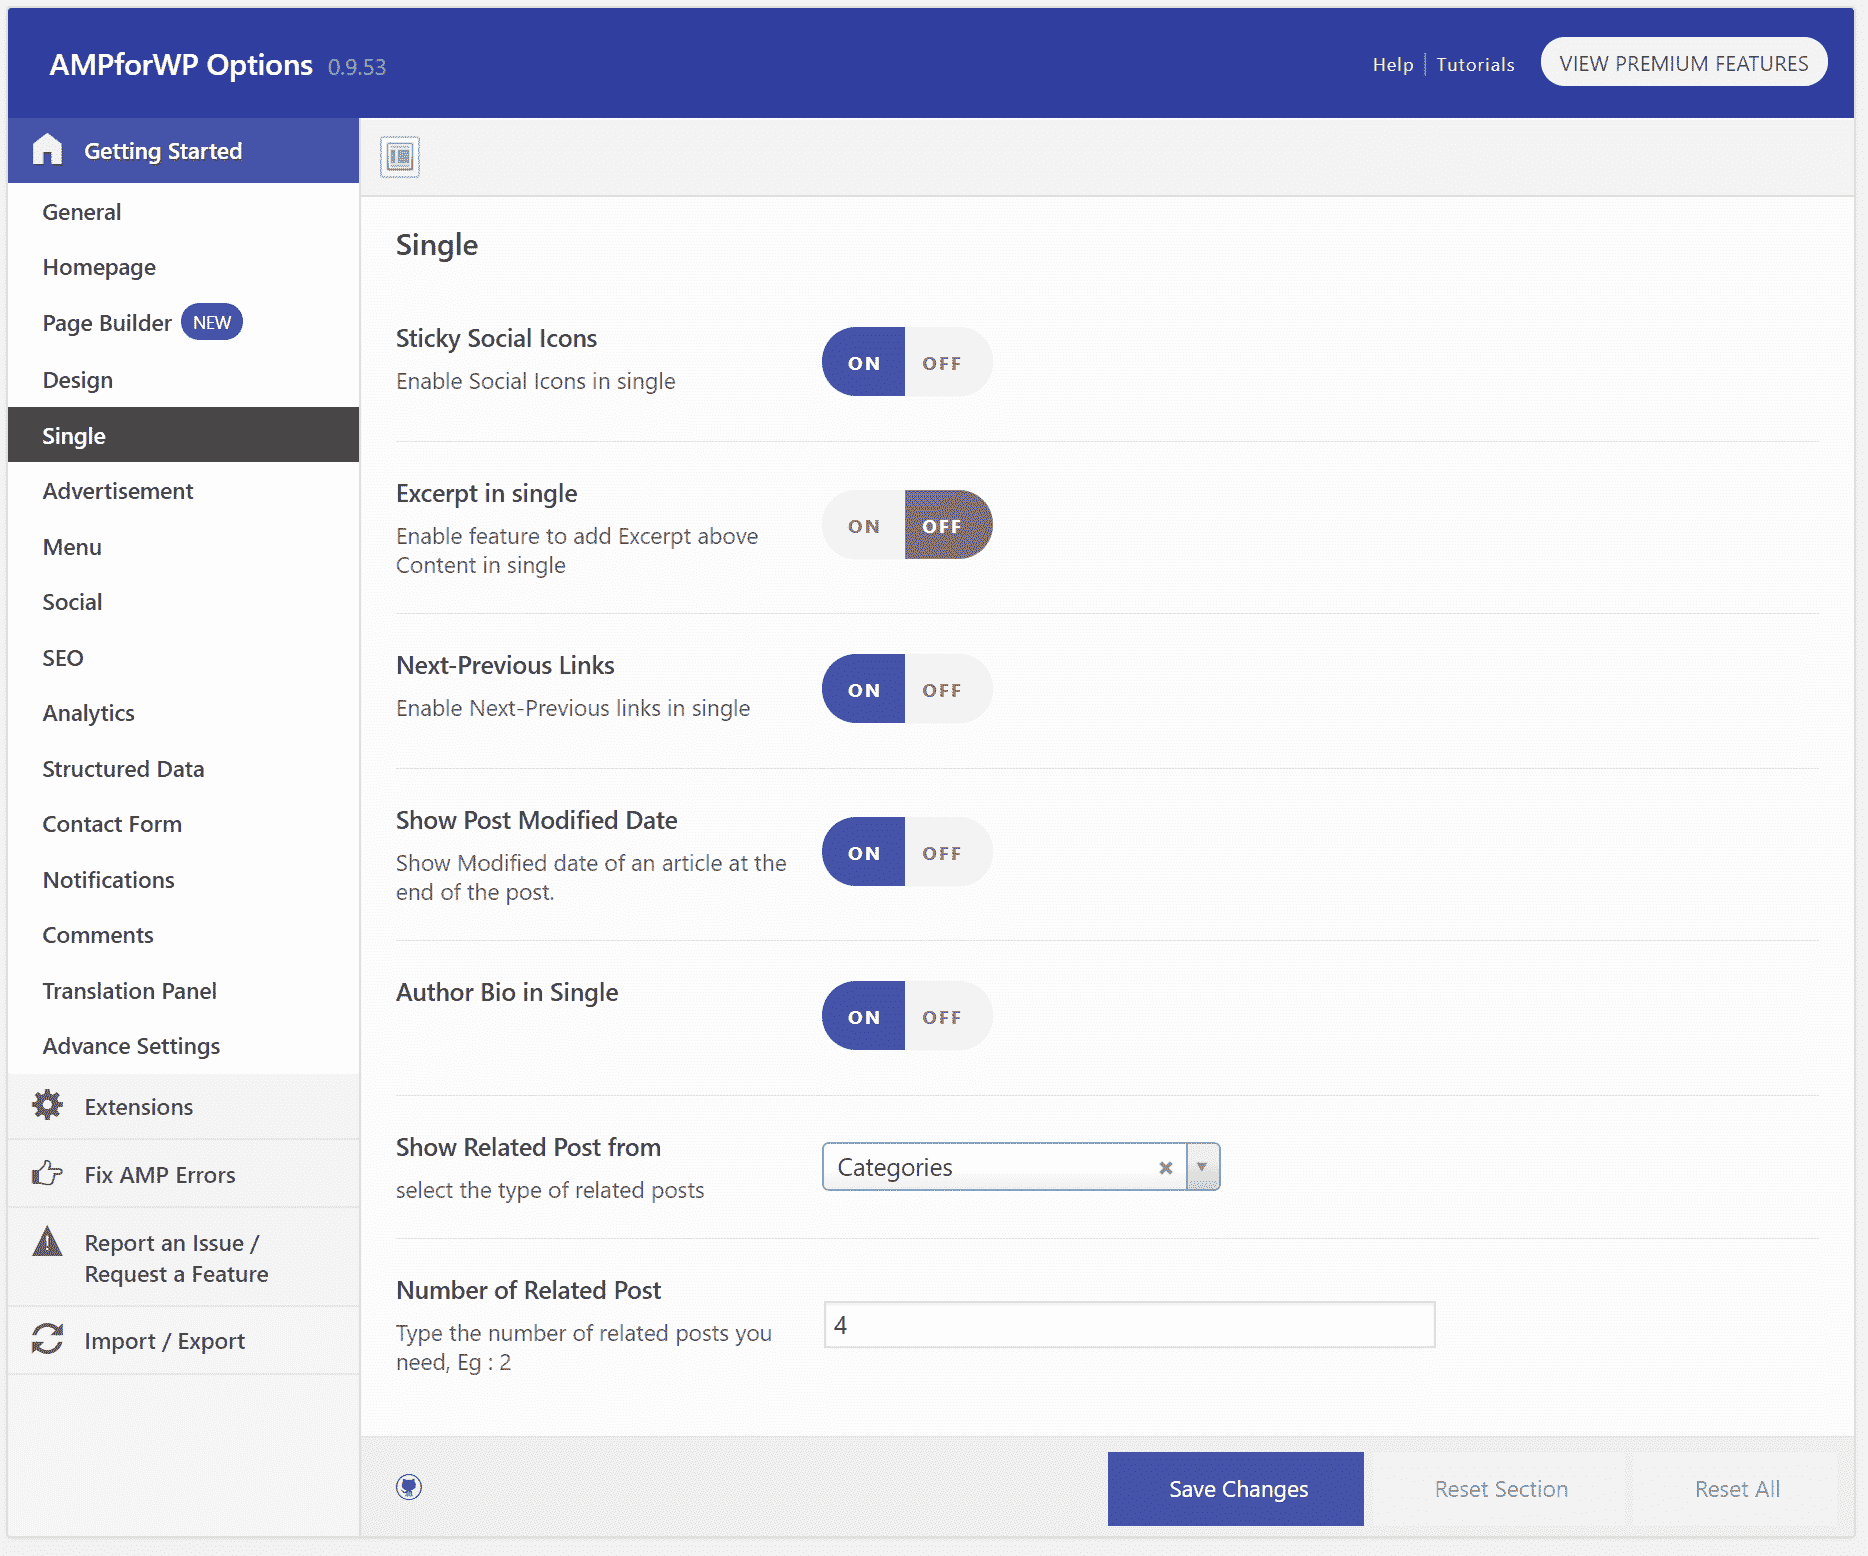 AMPforWP Options 0.9.53
Help Tutorials VIEW PREMIUM FEATURES
Getting Started
General
Homepage
Page Builder NEW
Design
Single
Advertisement
Menu
Social
SEO
Analytics
Structured Data
Contact Form
Notifications
Comments
Translation Panel
Advance Settings
Extensions
Fix AMP Errors
Report an Issue /
Request a Feature
Import / Export
Single
Sticky Social Icons
Enable Social Icons in single
ON OFF
Excerpt in single
Enable feature to add Excerpt above
Content in single
ON OFF
Next-Previous Links
Enable Next-Previous links in single
ON OFF
Show Post Modified Date
Show Modified date of an article at the
end of the post.
ON OFF
Author Bio in Single
ON OFF
Show Related Post from
select the type of related posts
Categories
Number of Related Post
Type the number of related posts you
need, Eg : 2
4
Save Changes Reset Section Reset All